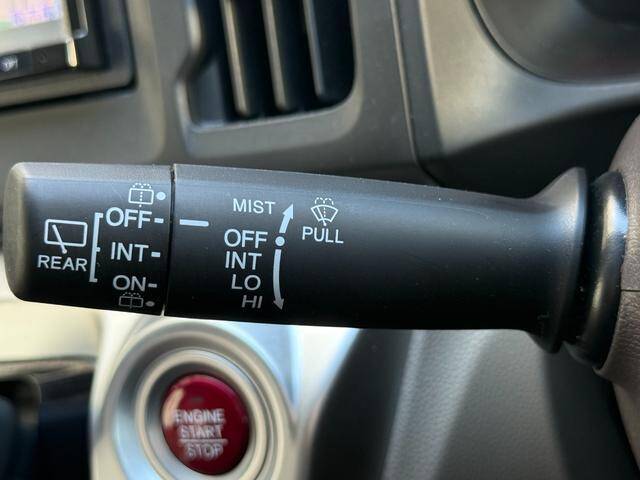 OFF
INT
ON
REAR
MIST
OFF
INT
LO
HI
PULL
ENGINE
START
STOP